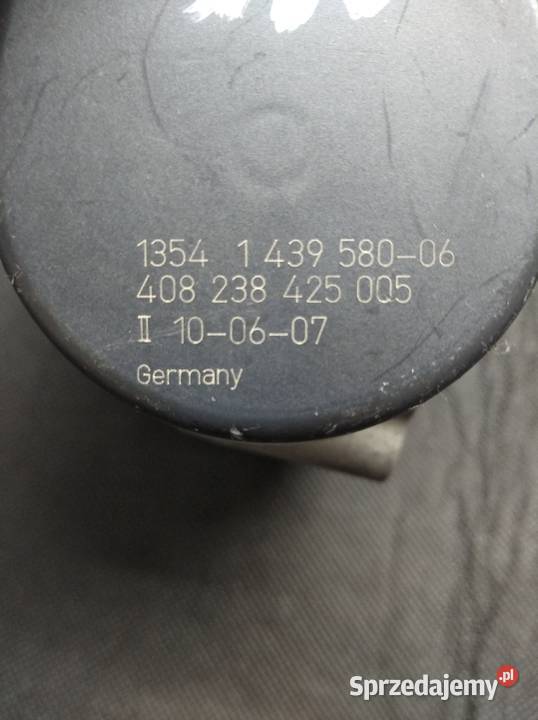 1354 1 439 580-06
408 238 425 005
II 10-06-07
Germany
Sprzedajemy.pl